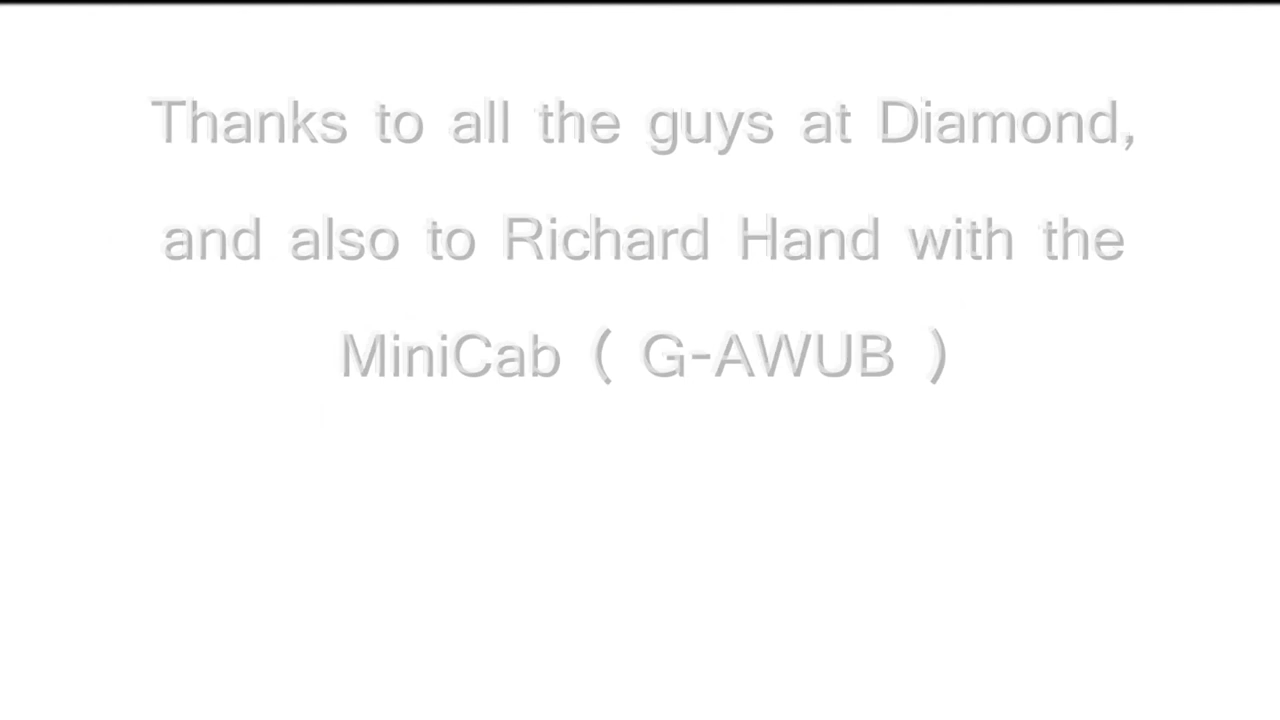 Thanks to all the guys at Diamond,
and also to Richard Hand with the
MiniCab ( G-AWUB )